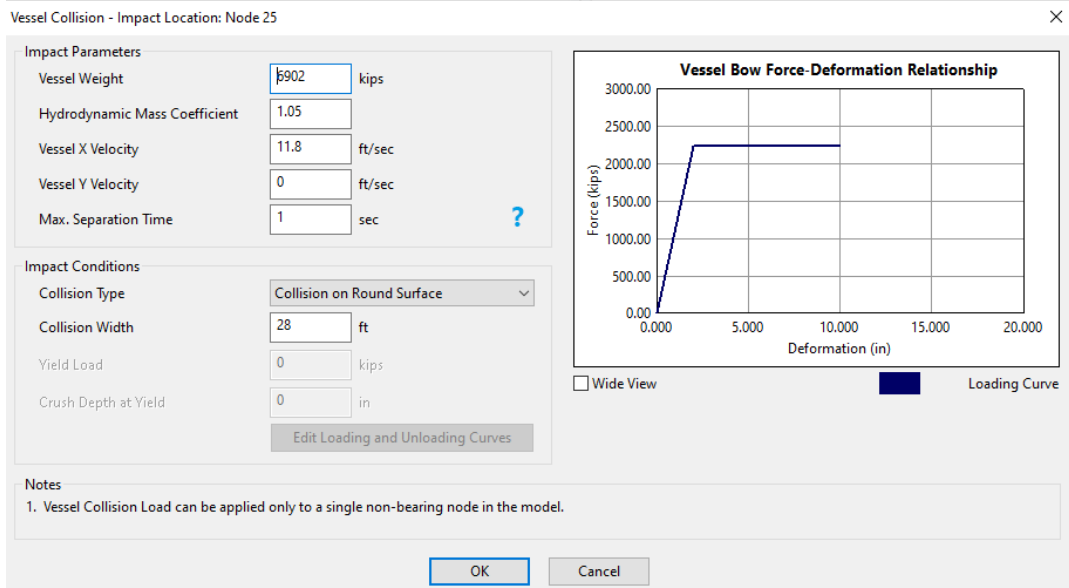 Vessel Collision - Impact Location: Node 25
Impact Parameters
Vessel Weight 6902 kips
Hydrodynamic Mass Coefficient 1.05
Vessel X Velocity 11.8 ft/sec
Vessel Y Velocity 0 ft/sec
Max. Separation Time 1 sec ?
Impact Conditions
Collision Type Collision on Round Surface
Collision Width 28 ft
Yield Load 0 kips
Crush Depth at Yield 0 in
Edit Loading and Unloading Curves
Vessel Bow Force-Deformation Relationship
3000.00
2500.00
2000.00
1500.00
1000.00
500.00
0.00
Force (kips)
0.000 5.000 10.000 15.000 20.000
Deformation (in)
Wide View Loading Curve
Notes
1. Vessel Collision Load can be applied only to a single non-bearing node in the model.
OK Cancel